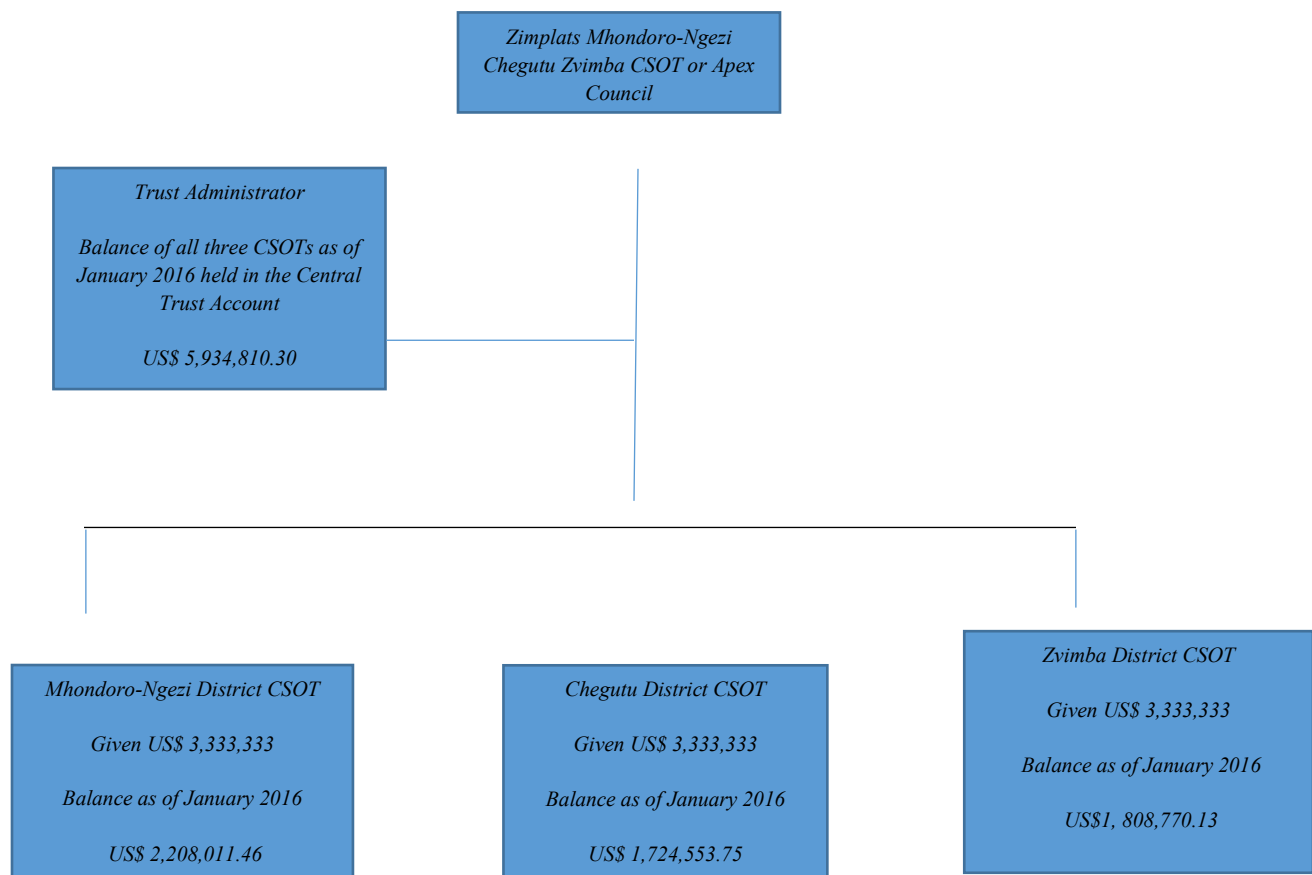 Zimplats Mhondoro-Ngezi
Chegutu Zvimba CSOT or Apex
Council
Trust Administrator
Balance of all three CSOTs as of
January 2016 held in the Central
Trust Account
US$ 5,934,810.30
Mhondoro-Ngezi District CSOT
Given US$ 3,333,333
Balance as of January 2016
US$ 2,208,011.46
Chegutu District CSOT
Given US$ 3,333,333
Balance as of January 2016
US$ 1,724,553.75
Zvimba District CSOT
Given US$ 3,333,333
Balance as of January 2016
US$1, 808,770.13